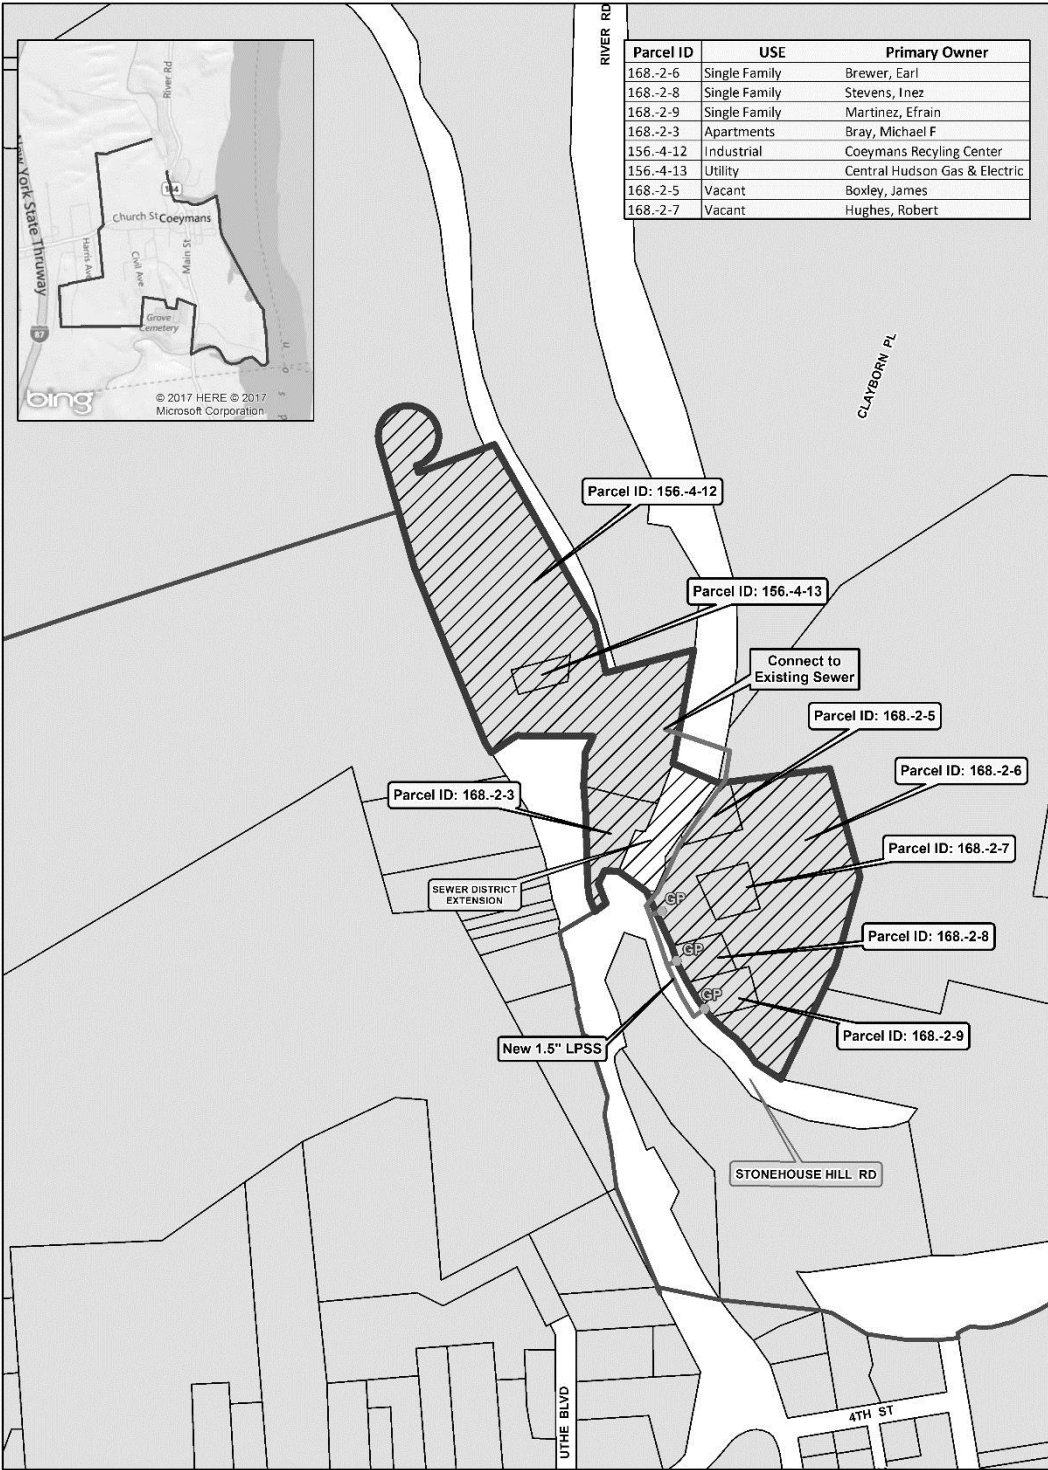 RIVER RD
Parcel ID USE Primary Owner
168.-2-6 Single Family Brewer, Earl
168.-2-8 Single Family Stevens, Inez
168.-2-9 Single Family Martinez, Efrain
168.-2-3 Apartments Bray, Michael F
156.-4-12 Industrial Coeymans Recyling Center
156.-4-13 Utility Central Hudson Gas & Electric
168.-2-5 Vacant Boxley, James
168.-2-7 Vacant Hughes, Robert
River Rd
New York State Thruway
144
Church St
Coeymans
Harris Ave
Civil Ave
Main St
Grove
Cemetery
87
bing
© 2017 HERE © 2017
Microsoft Corporation
CLAYBORN PL
Parcel ID: 156.-4-12
Parcel ID: 156.-4-13
Connect to
Existing Sewer
Parcel ID: 168.-2-5
Parcel ID: 168.-2-6
Parcel ID: 168.-2-3
Parcel ID: 168.-2-7
SEWER DISTRICT
EXTENSION
GP
Parcel ID: 168.-2-8
GP
GP
Parcel ID: 168.-2-9
New 1.5" LPSS
STONEHOUSE HILL RD
UTHE BLVD
4TH ST